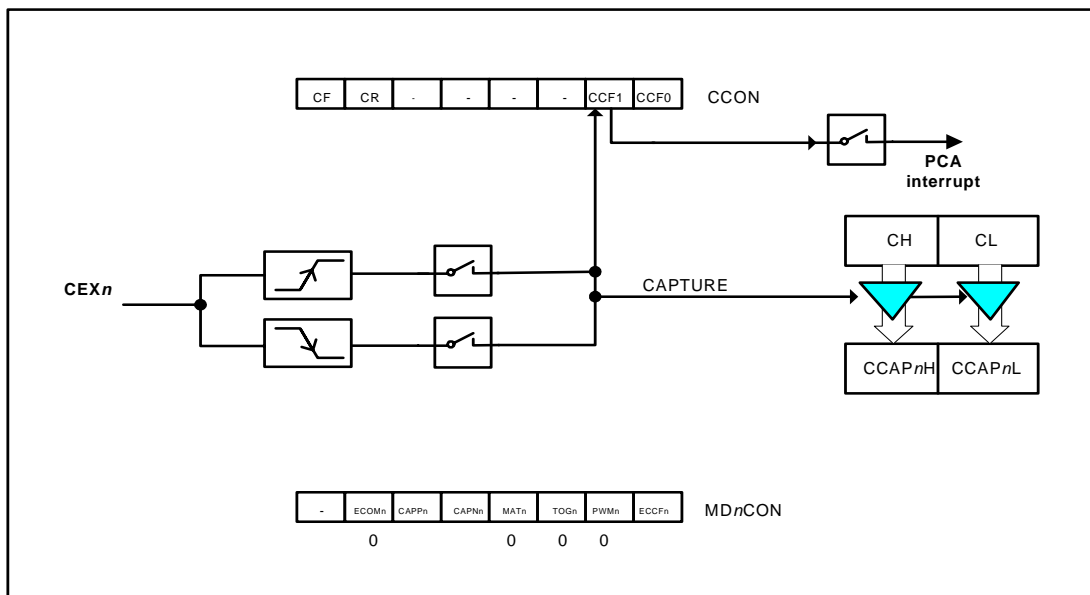 CF CR - - - - CCF1 CCF0 CCON
PCA
interrupt
CH CL
CEXn
CAPTURE
CCAPnH CCAPnL
- ECOMn CAPPn CAPNn MATn TOGn PWMn ECCFn MDnCON
0 0 0 0